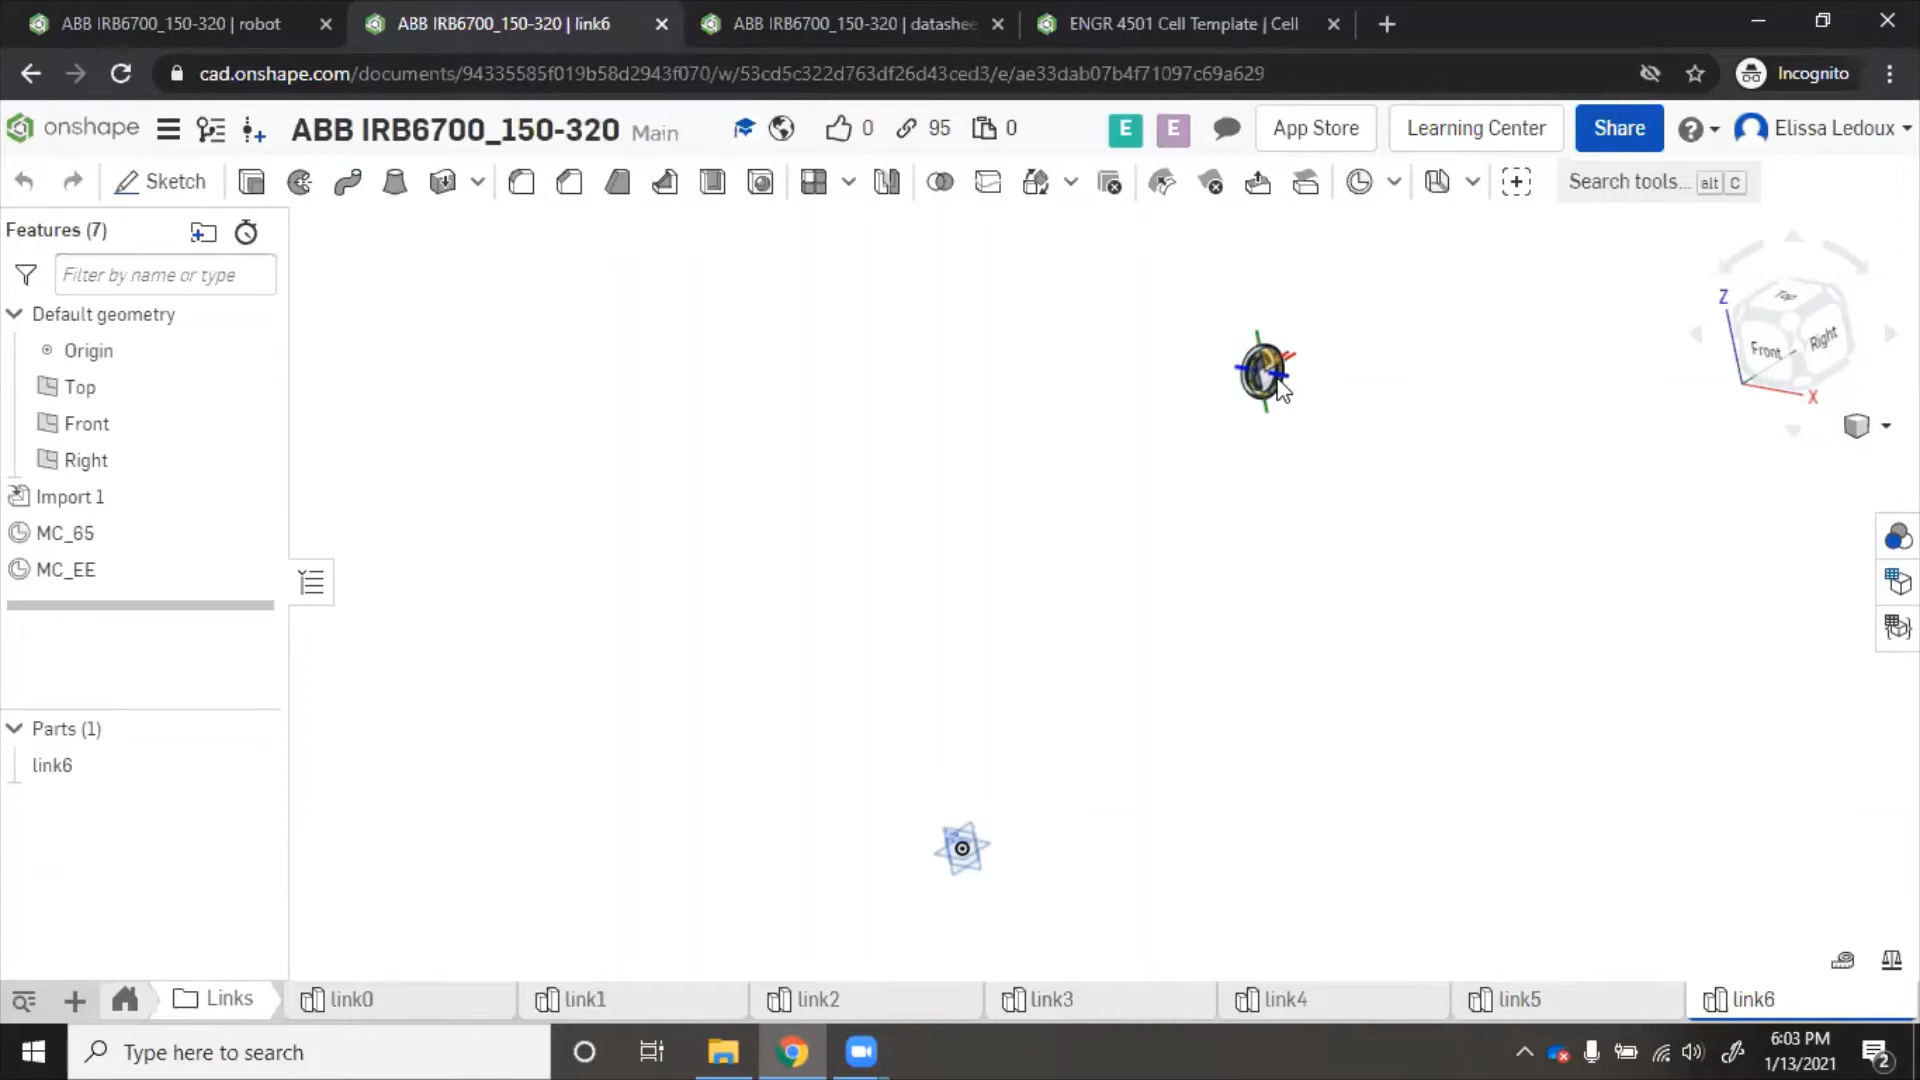 ABB IRB6700_150-320 | robot
ABB IRB6700_150-320 | link6
ABB IRB6700_150-320 | datashee
ENGR 4501 Cell Template | Cell
cad.onshape.com/documents/94335585f019b58d2943f070/w/53cd5c322d763df26d43ced3/e/ae33dab07b4f71097c69a629
Incognito
onshape
ABB IRB6700_150-320 Main
0
95
0
E
E
App Store
Learning Center
Share
Elissa Ledoux
Sketch
Search tools... alt C
Features (7)
Filter by name or type
Default geometry
Origin
Top
Front
Right
Import 1
MC_65
MC_EE
Parts (1)
link6
Z
Top
Front
Right
X
Links
link0
link1
link2
link3
link4
link5
link6
Type here to search
6:03 PM
1/13/2021
2